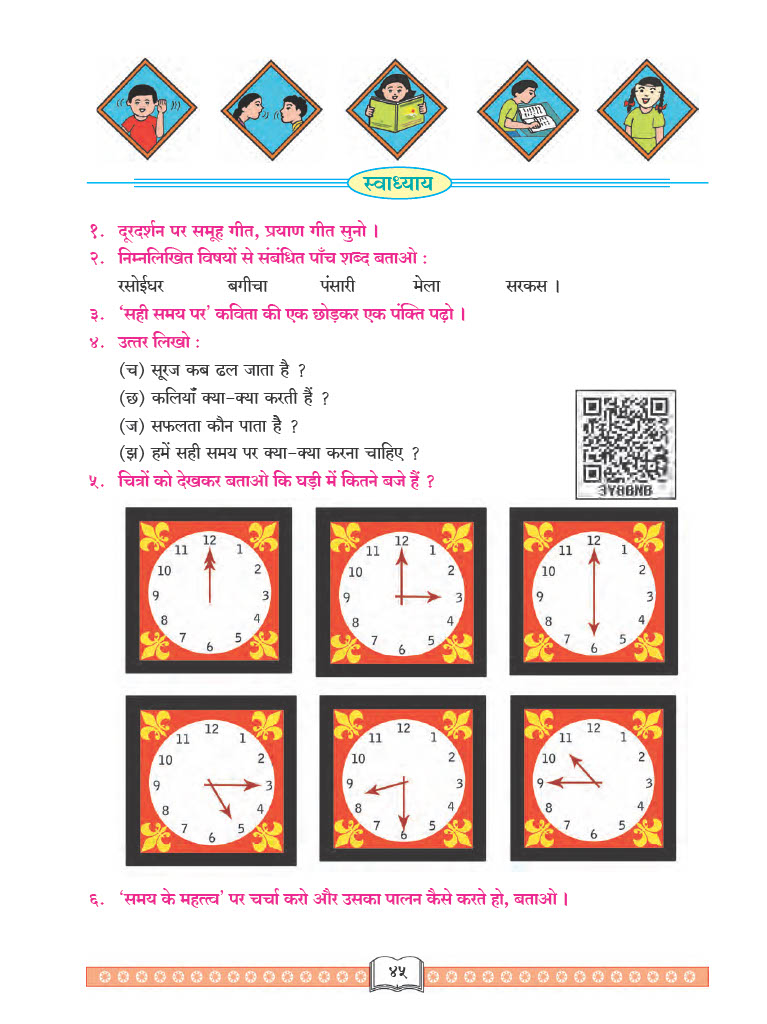 स्वाध्याय
१. दूरदर्शन पर समूह गीत, प्रयाण गीत सुनो ।
२. निम्नलिखित विषयों से संबंधित पाँच शब्द बताओ :
रसोईघर बगीचा पंसारी मेला सरकस ।
३. ‘सही समय पर’ कविता की एक छोड़कर एक पंक्ति पढ़ो ।
४. उत्तर लिखो :
(च) सूरज कब ढल जाता है ?
(छ) कलियाँ क्या-क्या करती हैं ?
(ज) सफलता कौन पाता है ?
(झ) हमें सही समय पर क्या-क्या करना चाहिए ?
3Y8BNB
५. चित्रों को देखकर बताओ कि घड़ी में कितने बजे हैं ?
12 1 2 3 4 5 6 7 8 9 10 11
12 1 2 3 4 5 6 7 8 9 10 11
12 1 2 3 4 5 6 7 8 9 10 11
12 1 2 3 4 5 6 7 8 9 10 11
12 1 2 3 4 5 6 7 8 9 10 11
12 1 2 3 4 5 6 7 8 9 10 11
६. ‘समय के महत्त्व’ पर चर्चा करो और उसका पालन कैसे करते हो, बताओ ।
४५